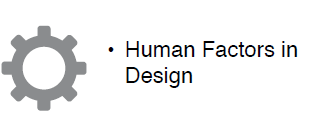 • Human Factors in
Design